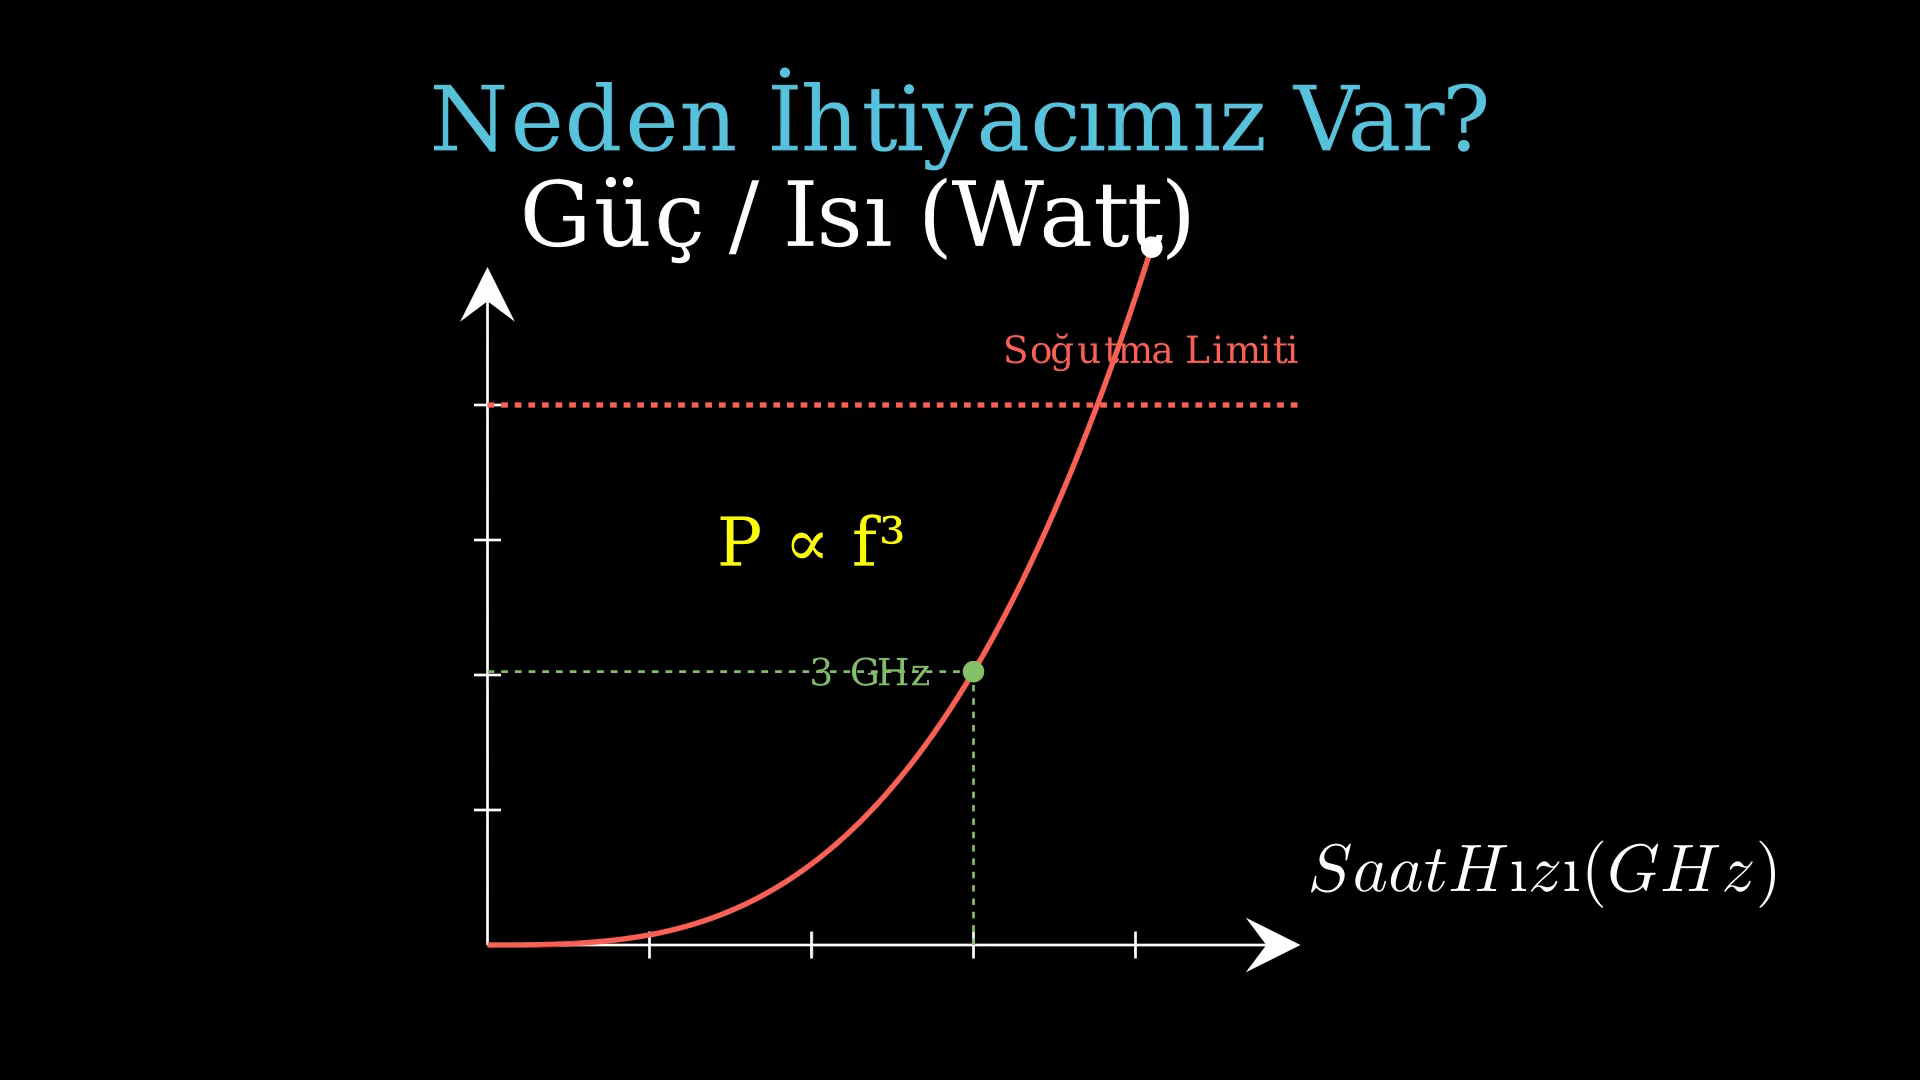 Neden İhtiyacımız Var?
Güç / Isı (Watt)
Soğutma Limiti
P ∝ f³
3 GHz
SaatHızı(GHz)